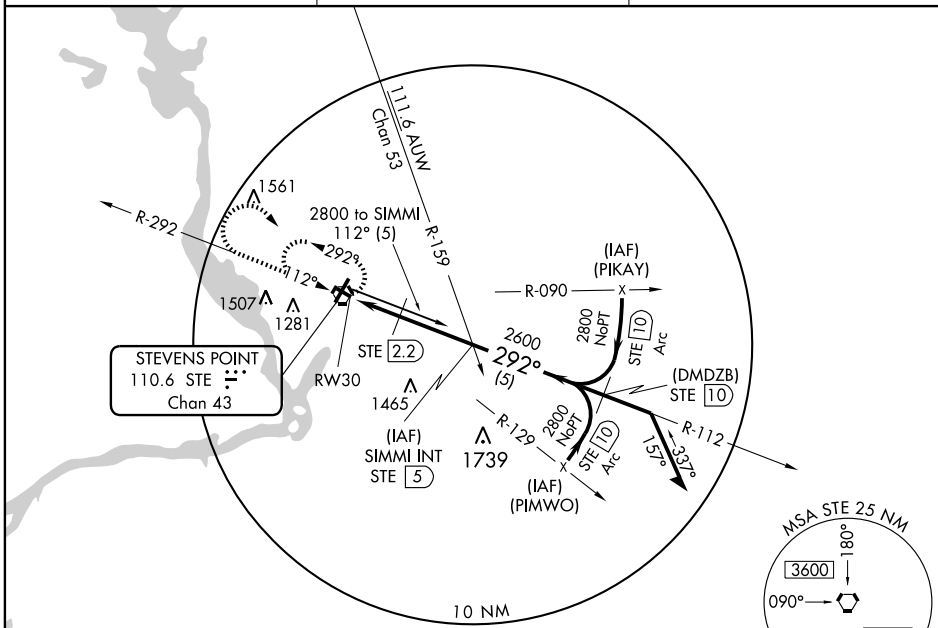 111.6 AUW
Chan 53
1561
2800 to SIMMI
112° (5)
R-292
R-159
292°
112°
(IAF)
(PIKAY)
R-090
2800
NoPT
STE 10
Arc
1507
1281
STE 2.2
2600
292°
(5)
STEVENS POINT
110.6 STE
Chan 43
RW30
(DMDZB)
STE 10
1465
R-112
(IAF)
SIMMI INT
STE 5
R-129
1739
2800
NoPT
STE 10
Arc
337°
157°
(IAF)
(PIMWO)
MSA STE 25 NM
180°
3600
090°
10 NM